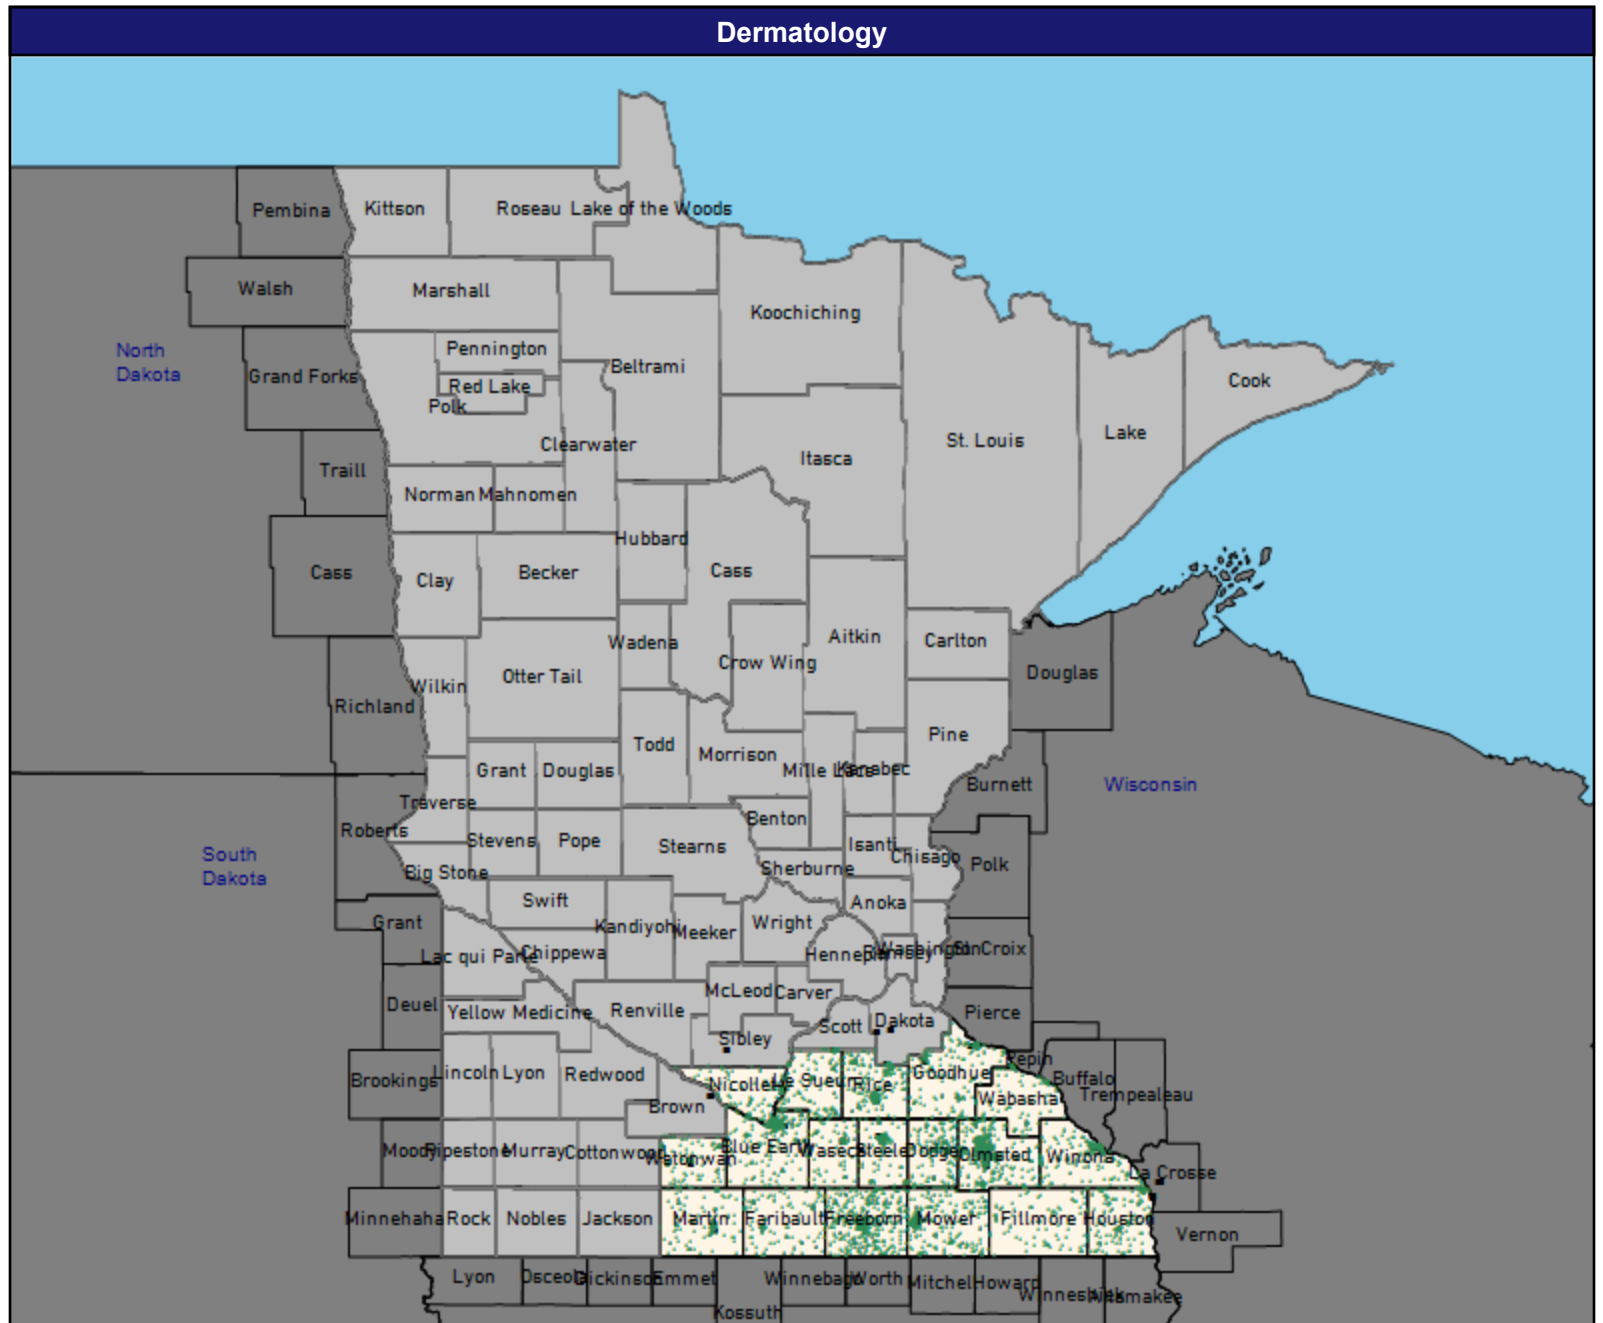 Dermatology
Pembina
Kittson
Roseau
Lake of the Woods
Walsh
Marshall
Koochiching
North
Dakota
Pennington
Grand Forks
Beltrami
Red Lake
Cook
Polk
Lake
St. Louis
Clearwater
Itasca
Traill
Norman
Mahnomen
Hubbard
Cass
Cass
Becker
Clay
Aitkin
Carlton
Wadena
Crow Wing
Douglas
Otter Tail
Wilkin
Richland
Pine
Todd
Morrison
Grant
Douglas
Mille Lacs
Kanabec
Burnett
Wisconsin
Traverse
Benton
Roberts
Stevens
Pope
Stearns
Isanti
Chisago
South
Dakota
Polk
Sherburne
Big Stone
Swift
Anoka
Grant
Kandiyohi
Meeker
Wright
Lac qui Parle
Chippewa
Hennepin
Ramsey
Washington
St. Croix
McLeod
Carver
Deuel
Yellow Medicine
Renville
Pierce
Scott
Dakota
Sibley
Pepin
Brookings
Lincoln
Lyon
Redwood
Nicollet
Le Sueur
Rice
Goodhue
Buffalo
Trempealeau
Wabasha
Brown
Moody
Pipestone
Murray
Cottonwood
Watonwan
Blue Earth
Waseca
Steele
Dodge
Olmsted
Winona
La Crosse
Minnehaha
Rock
Nobles
Jackson
Martin
Faribault
Freeborn
Mower
Fillmore
Houston
Vernon
Lyon
Osceola
Dickinson
Emmet
Winnebago
Worth
Mitchell
Howard
Winneshiek
Allamakee
Kossuth